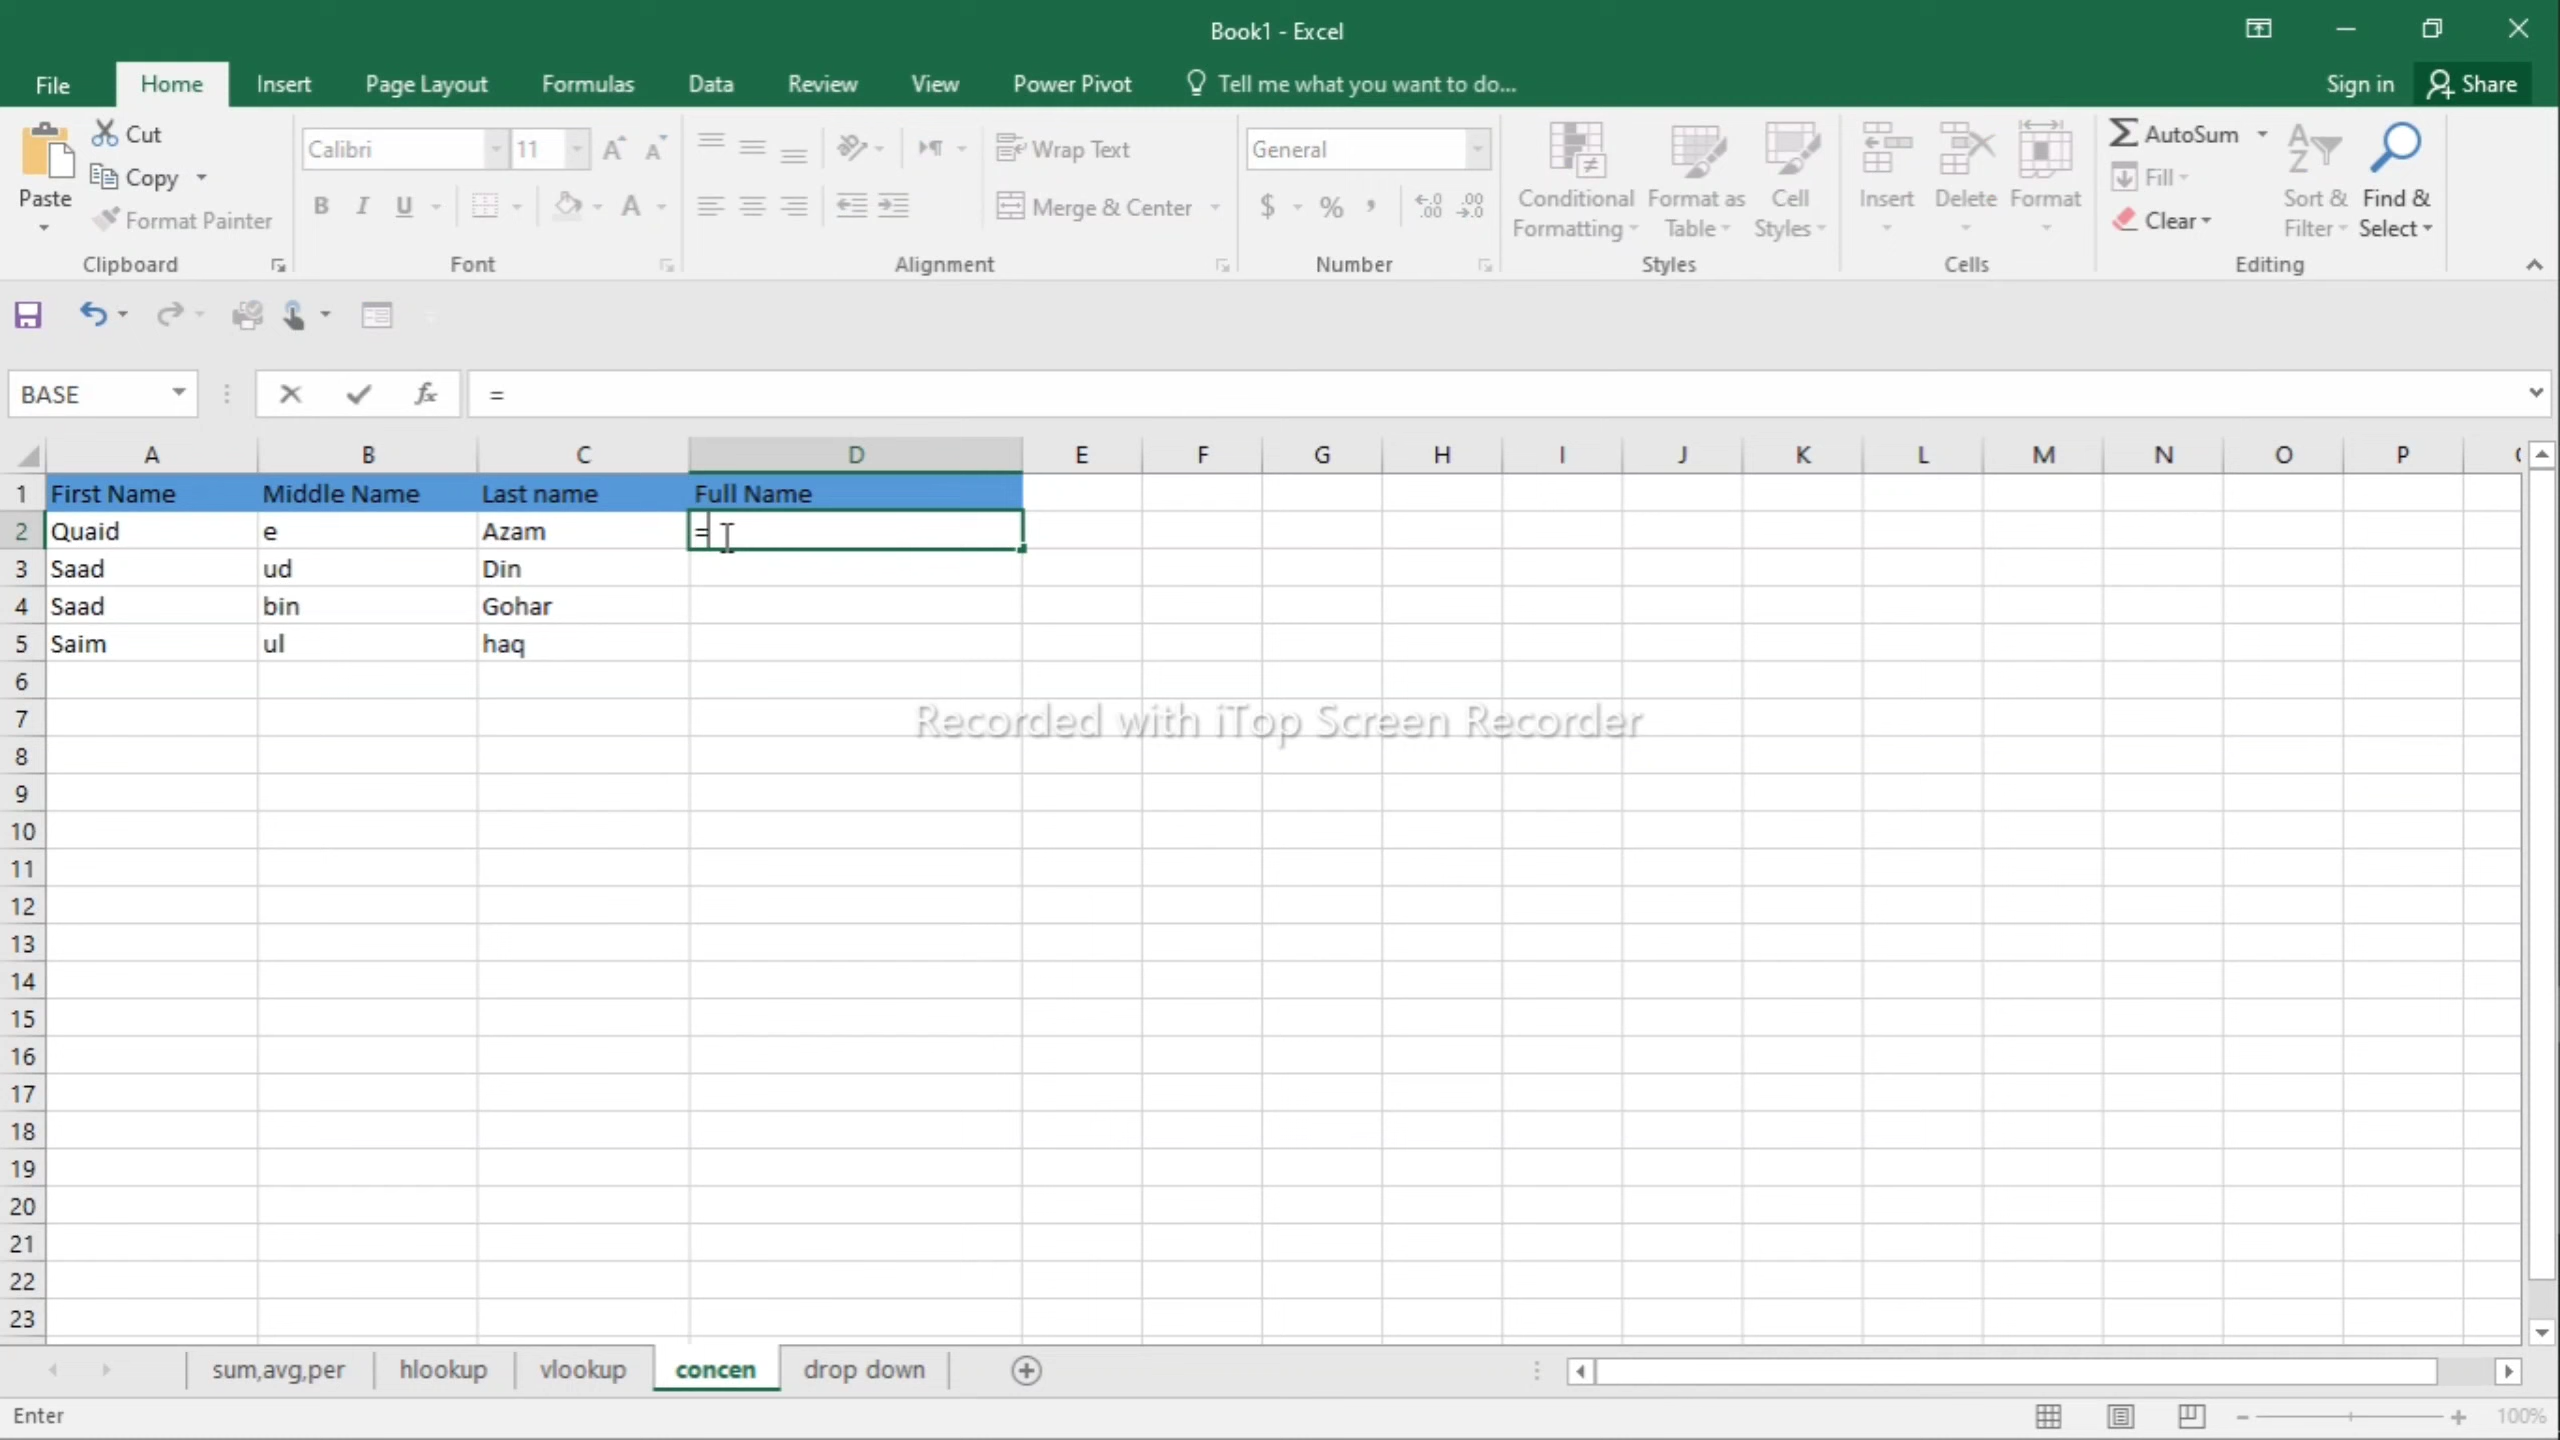 Book1 - Excel
File Home Insert Page Layout Formulas Data Review View Power Pivot Tell me what you want to do... Sign in Share
Paste
Cut
Copy
Format Painter
Clipboard
Calibri 11
B I U
Font
Wrap Text
Merge & Center
Alignment
General
$ % ,
Number
Conditional Formatting
Format as Table
Cell Styles
Styles
Insert
Delete
Format
Cells
AutoSum
Fill
Clear
Sort & Filter
Find & Select
Editing
BASE fx =
A B C D E F G H I J K L M N O P
1 First Name Middle Name Last name Full Name
2 Quaid e Azam =
3 Saad ud Din
4 Saad bin Gohar
5 Saim ul haq
6
7
Recorded with iTop Screen Recorder
8
9
10
11
12
13
14
15
16
17
18
19
20
21
22
23
sum,avg,per hlookup vlookup concen drop down
Enter
100%